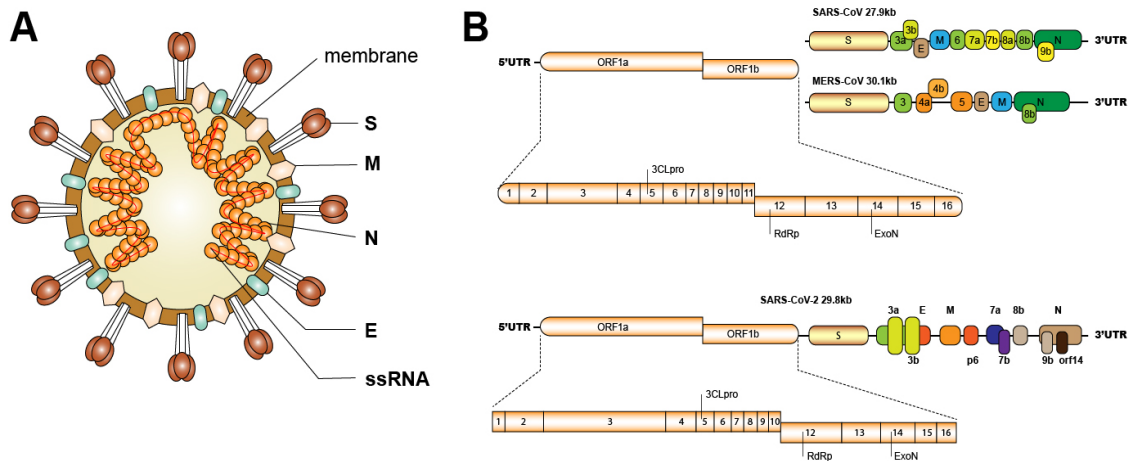 A
membrane
S
M
N
E
ssRNA
B
SARS-CoV 27.9kb
S 3a 3b E M 6 7a 7b 8a 8b 9b N 3'UTR
5'UTR ORF1a ORF1b
MERS-CoV 30.1kb
S 3 4a 4b 5 E M 8b N 3'UTR
3CLpro
1 2 3 4 5 6 7 8 9 10 11
12 13 14 15 16
RdRp ExoN
SARS-CoV-2 29.8kb
3a E M 7a 8b N
5'UTR ORF1a ORF1b S 3'UTR
3b p6 7b 9b orf14
3CLpro
1 2 3 4 5 6 7 8 9 10
12 13 14 15 16
RdRp ExoN